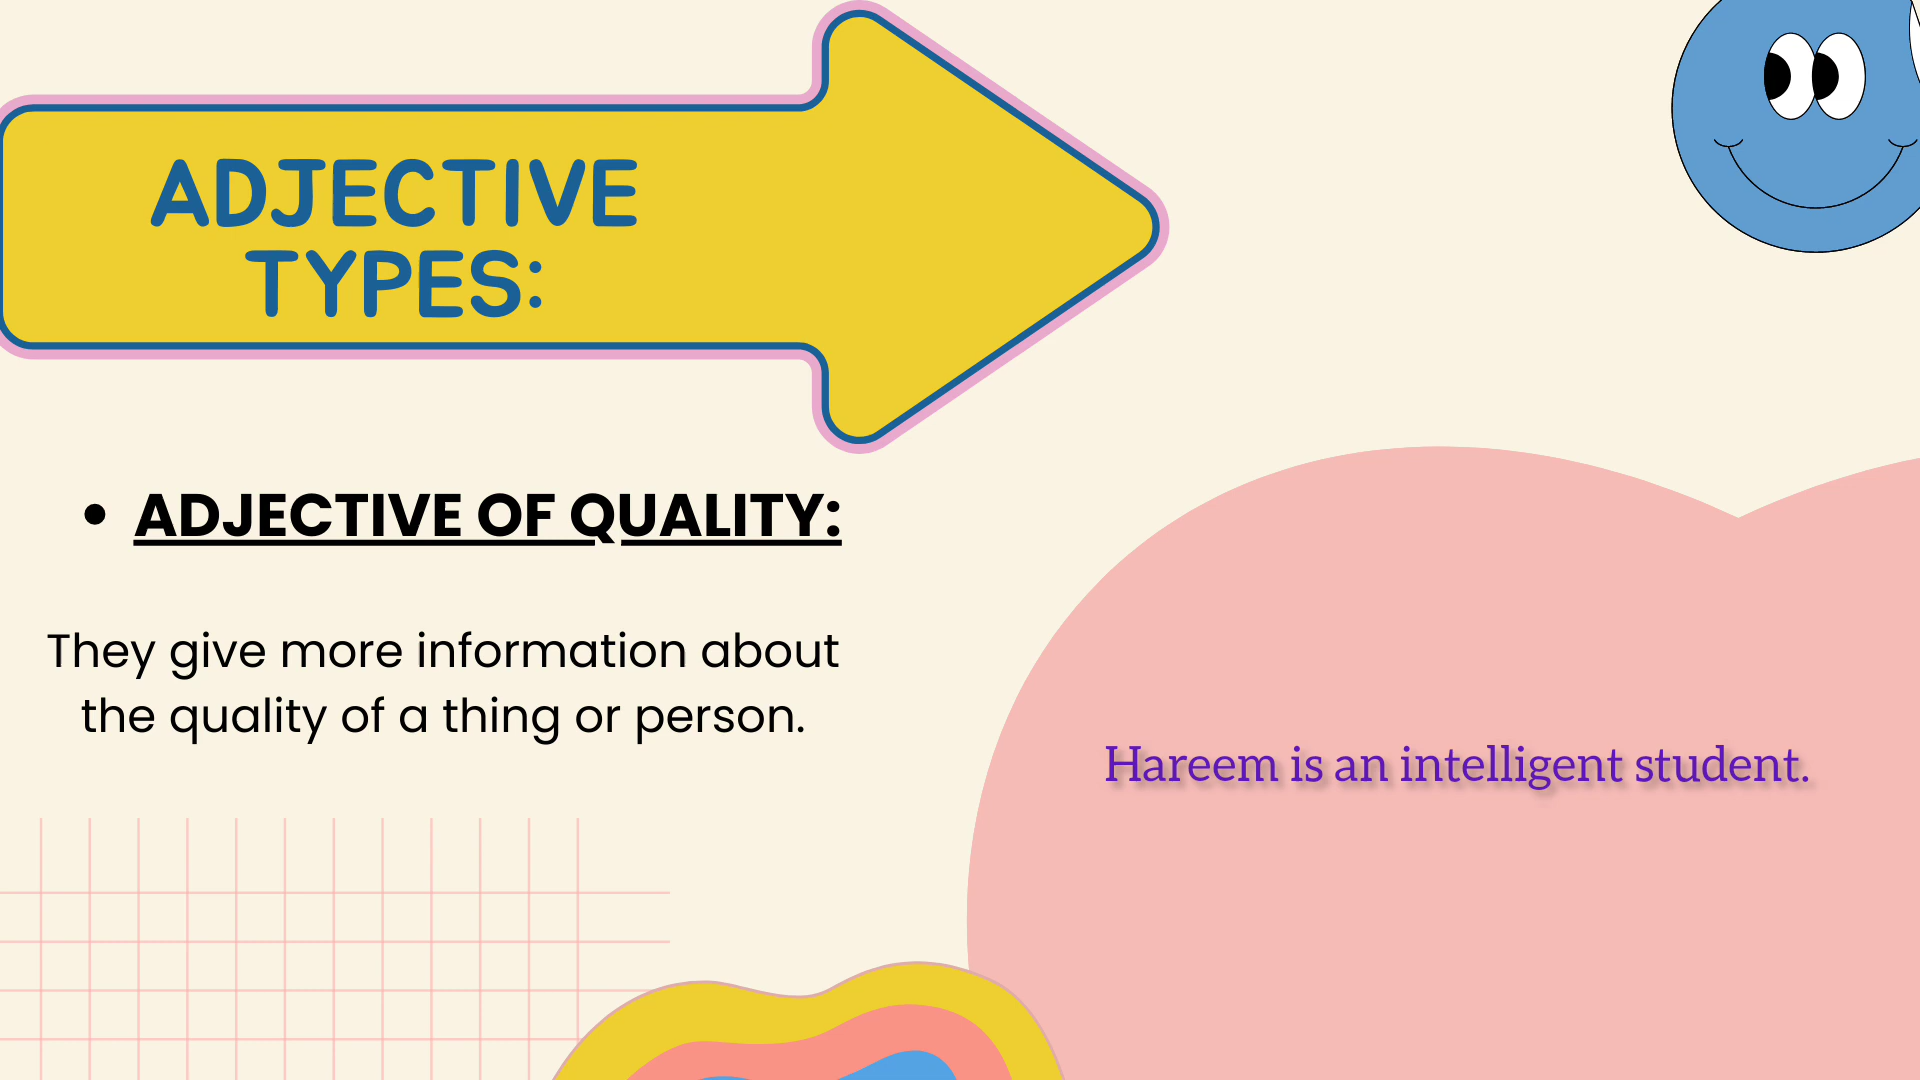 ADJECTIVE
TYPES:
• ADJECTIVE OF QUALITY:
They give more information about
the quality of a thing or person.
Hareem is an intelligent student.